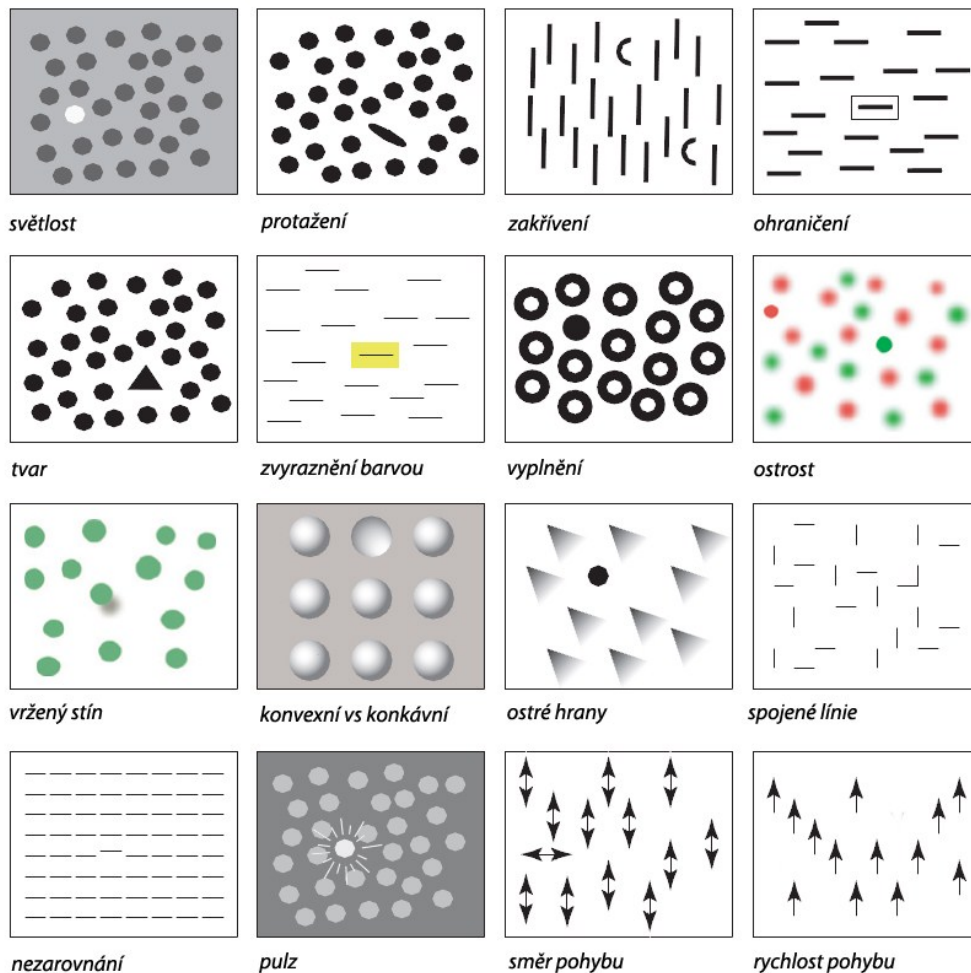 světlost
protažení
zakřívení
ohraničení
tvar
zvyraznění barvou
vyplnění
ostrost
vržený stín
konvexní vs konkávní
ostré hrany
spojené línie
nezarovnání
pulz
směr pohybu
rychlost pohybu